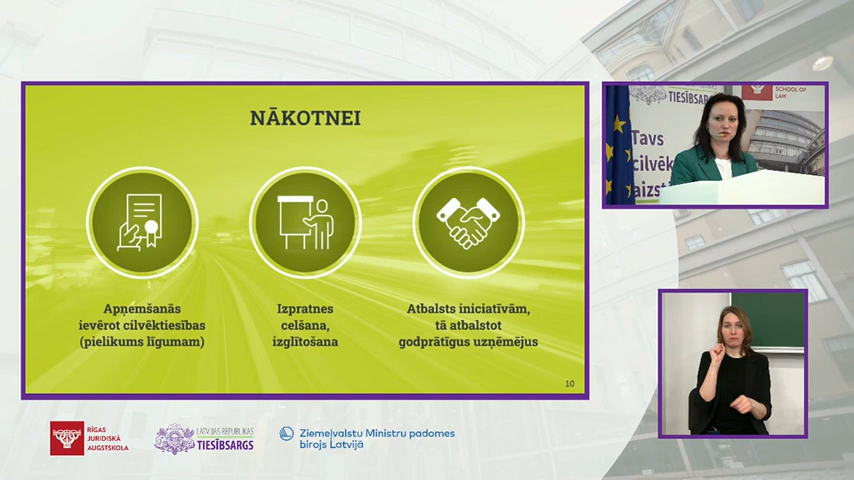 NĀKOTNEI
Apņemšanās
ievērot cilvēktiesības
(pielikums līgumam)
Izpratnes
celšana,
izglītošana
Atbalsts iniciatīvām,
tā atbalstot
godprātīgus uzņēmējus
10
TIESĪBSARG
SCHOOL OF
LAW
Tavs
cilvēk
aizst
RĪGAS
JURIDISKĀ
AUGSTSKOLA
LATVIJAS REPUBLIKAS
TIESĪBSARGS
Ziemeļvalstu Ministru padomes
birojs Latvijā